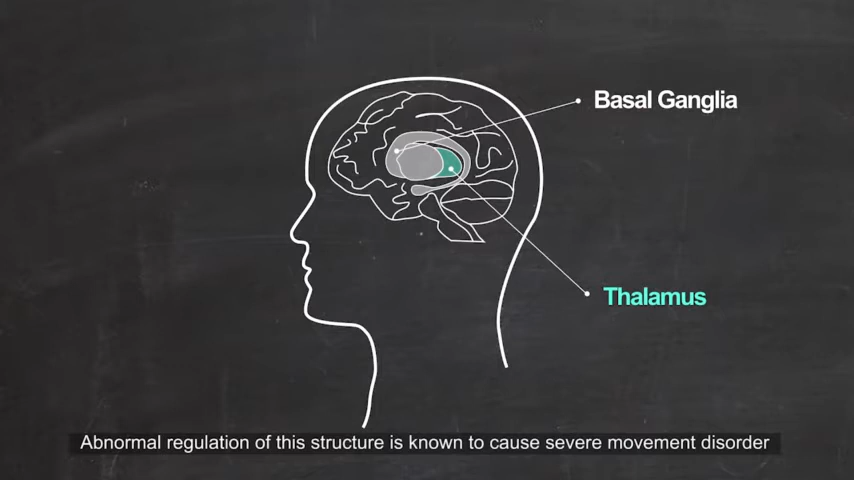 Basal Ganglia
Thalamus
Abnormal regulation of this structure is known to cause severe movement disorder